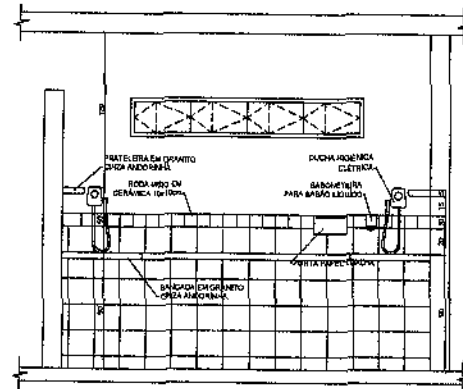 PRATELEIRA EM GRANITO
CINZA ANDORINHA
DUCHA HIGIÊNICA
ELÉTRICA
RODA MEIO EM
CERÂMICA 10x10cm
SABONETEIRA
PARA SABÃO LÍQUIDO
PORTA PAPEL TOALHA
BANCADA EM GRANITO
CINZA ANDORINHA